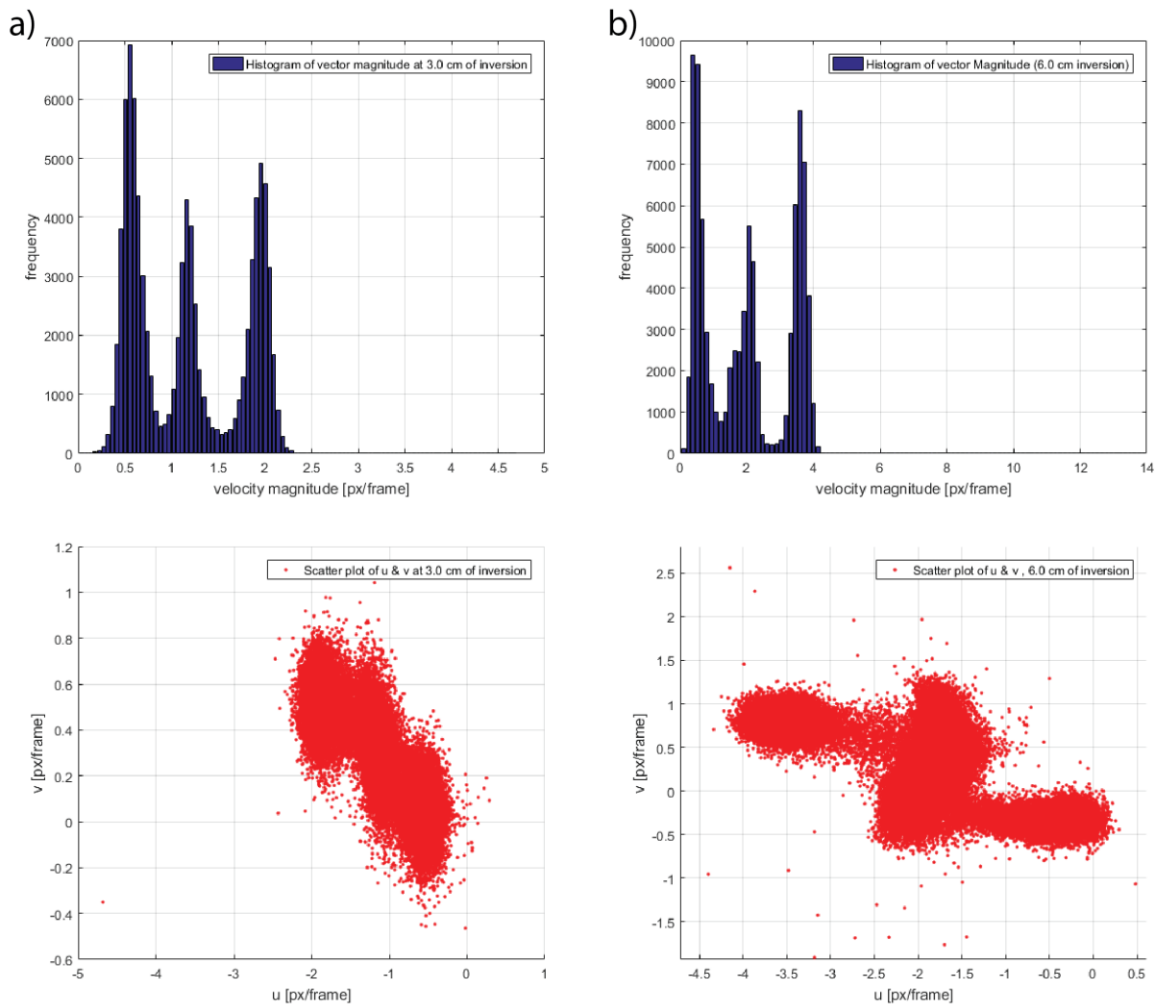 a)
7000
6000
5000
4000
3000
2000
1000
0
frequency
Histogram of vector magnitude at 3.0 cm of inversion
0 0.5 1 1.5 2 2.5 3 3.5 4 4.5 5
velocity magnitude [px/frame]
b)
10000
9000
8000
7000
6000
5000
4000
3000
2000
1000
0
frequency
Histogram of vector Magnitude (6.0 cm inversion)
0 2 4 6 8 10 12 14
velocity magnitude [px/frame]
1.2
1
0.8
0.6
0.4
0.2
0
-0.2
-0.4
-0.6
v [px/frame]
Scatter plot of u & v at 3.0 cm of inversion
-5 -4 -3 -2 -1 0 1
u [px/frame]
2.5
2
1.5
1
0.5
0
-0.5
-1
-1.5
v [px/frame]
Scatter plot of u & v , 6.0 cm of inversion
-4.5 -4 -3.5 -3 -2.5 -2 -1.5 -1 -0.5 0 0.5
u [px/frame]